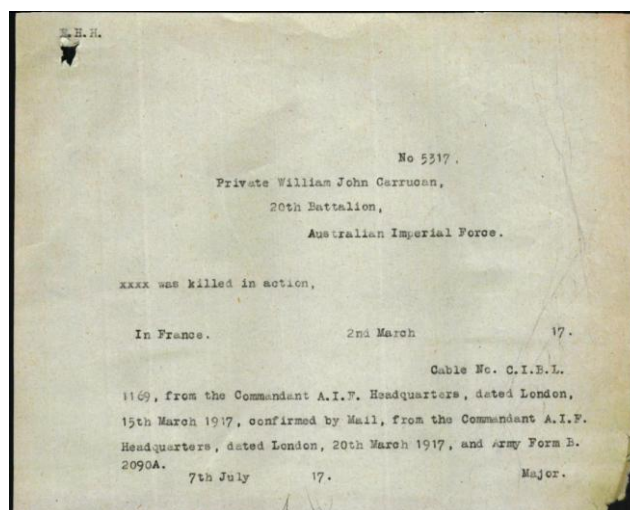 H.H.
No 5317.
Private William John Carrucan,
20th Battalion,
Australian Imperial Force.
xxxx was killed in action,
In France. 2nd March 17.
Cable No. C.I.B.L.
1169, from the Commandant A.I.F. Headquarters, dated London,
15th March 1917, confirmed by Mail, from the Commandant A.I.F.
Headquarters, dated London, 20th March 1917, and Army Form B.
2090A.
7th July 17. Major.